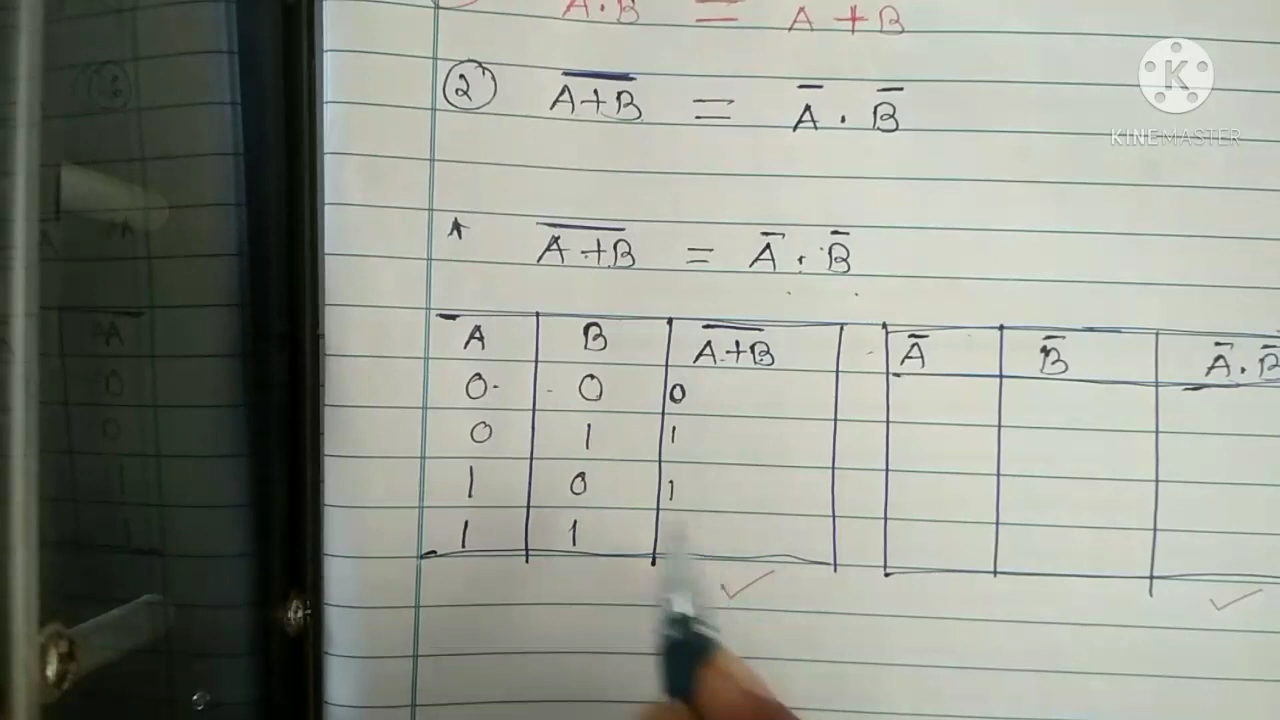 A.B = A + B
② A+B̅ = A̅ . B̅
* A̅+̅B̅ = A̅ . B̅
A B A̅+̅B̅ A̅ B̅ A̅.B̅
0 0 0
0 1 1
1 0 1
1 1
KINEMASTER